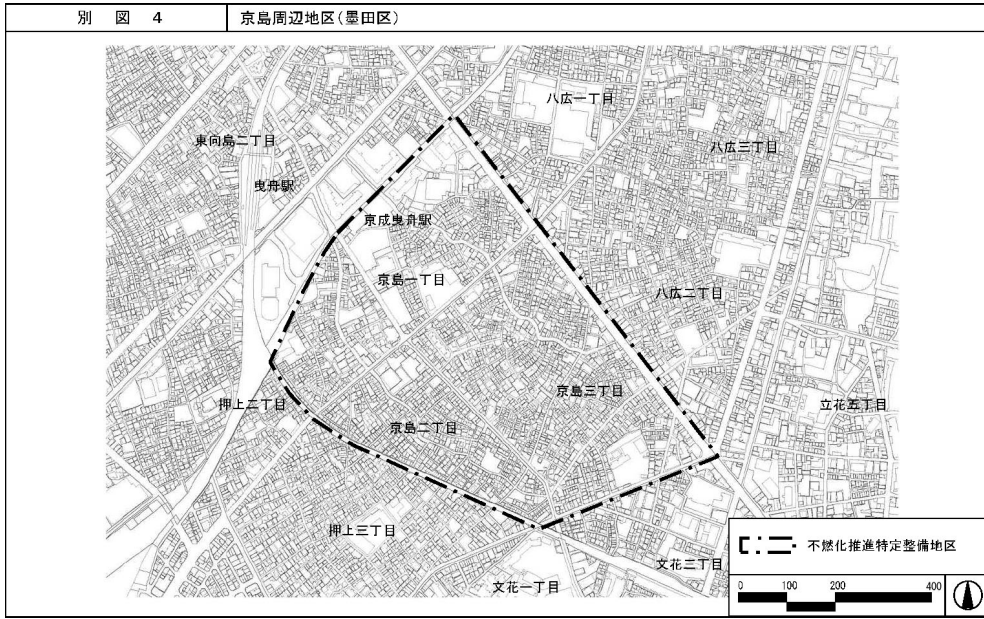 別 図 4
京島周辺地区(墨田区)
八広一丁目
東向島二丁目
八広三丁目
曳舟駅
京成曳舟駅
京島一丁目
八広二丁目
京島三丁目
押上二丁目
立花五丁目
京島二丁目
押上三丁目
不燃化推進特定整備地区
文花三丁目
文花一丁目
0 100 200 400